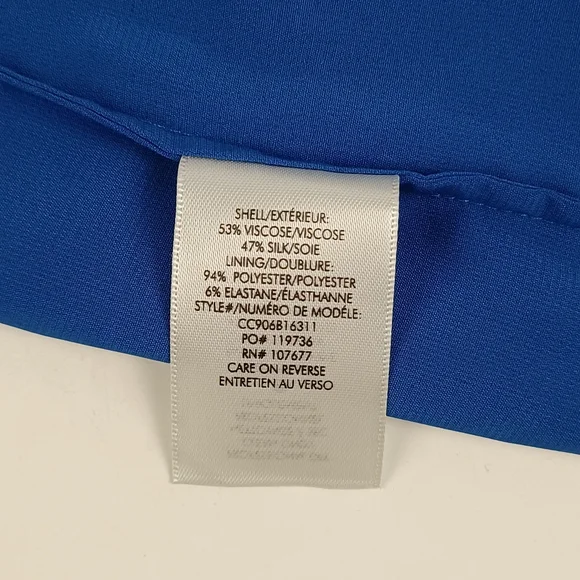 SHELL/EXTÉRIEUR:
53% VISCOSE/VISCOSE
47% SILK/SOIE
LINING/DOUBLURE:
94% POLYESTER/POLYESTER
6% ELASTANE/ÉLASTHANNE
STYLE#/NUMÉRO DE MODÉLE:
CC906B16311
PO# 119736
RN# 107677
CARE ON REVERSE
ENTRETIEN AU VERSO